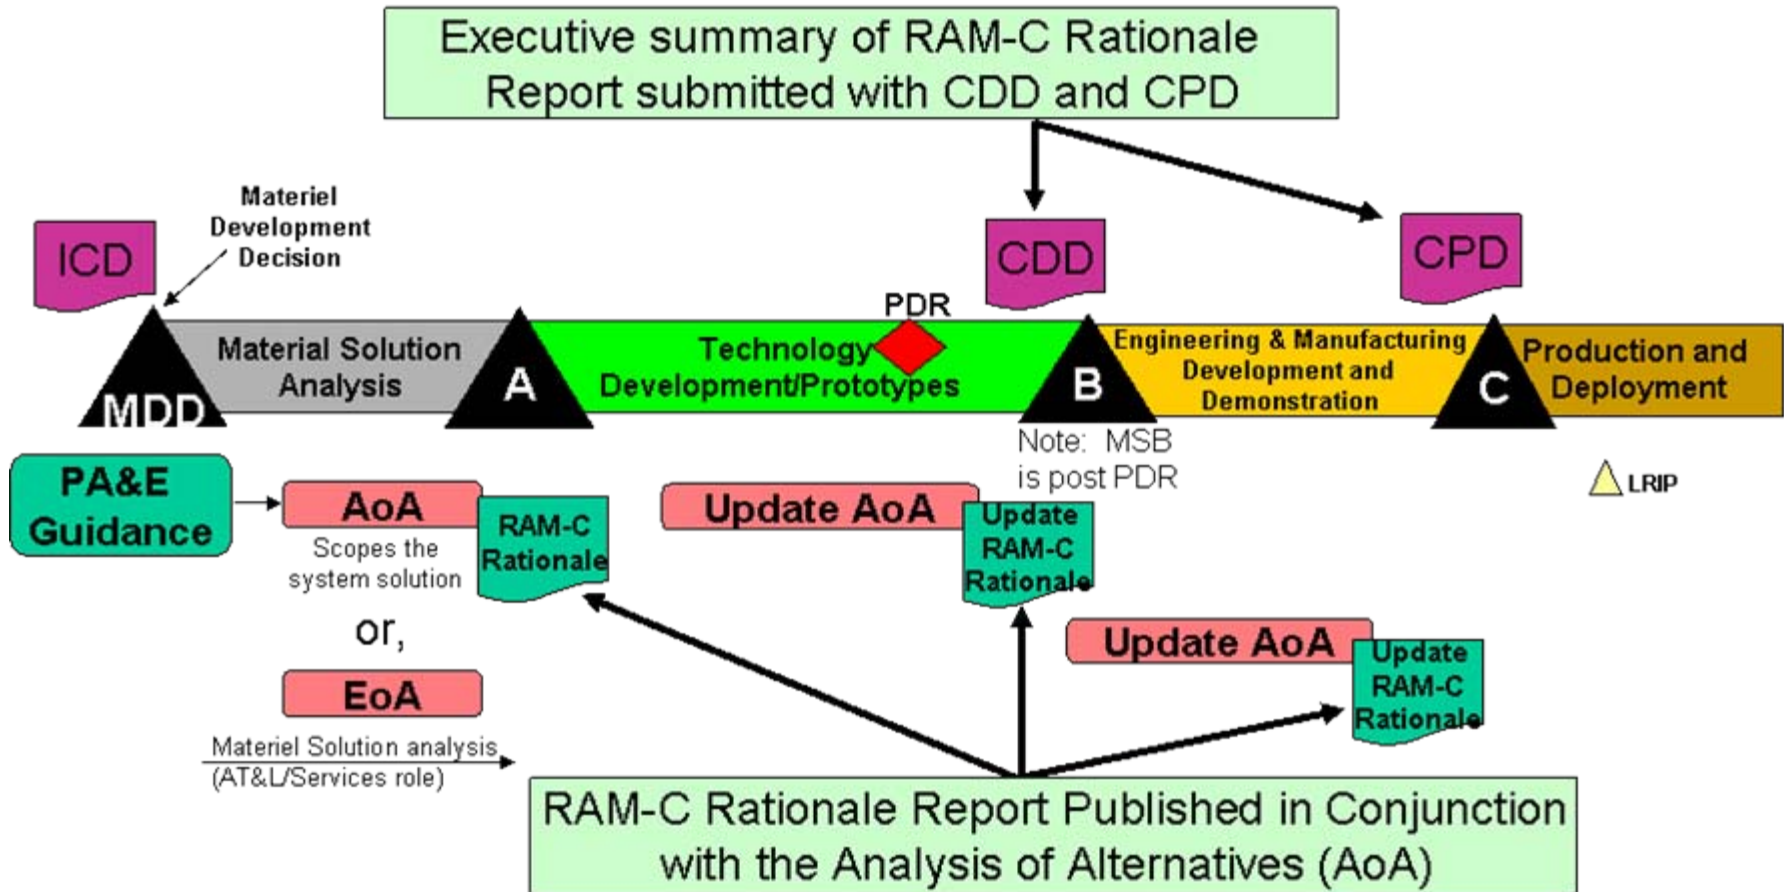 Executive summary of RAM-C Rationale
Report submitted with CDD and CPD
Materiel
Development
Decision
ICD
CDD
CPD
PDR
MDD
Material Solution
Analysis
A
Technology
Development/Prototypes
B
Engineering & Manufacturing
Development and
Demonstration
C
Production and
Deployment
Note: MSB
is post PDR
LRIP
PA&E
Guidance
AoA
Scopes the
system solution
RAM-C
Rationale
or,
EoA
Materiel Solution analysis
(AT&L/Services role)
Update AoA
Update
RAM-C
Rationale
Update AoA
Update
RAM-C
Rationale
RAM-C Rationale Report Published in Conjunction
with the Analysis of Alternatives (AoA)